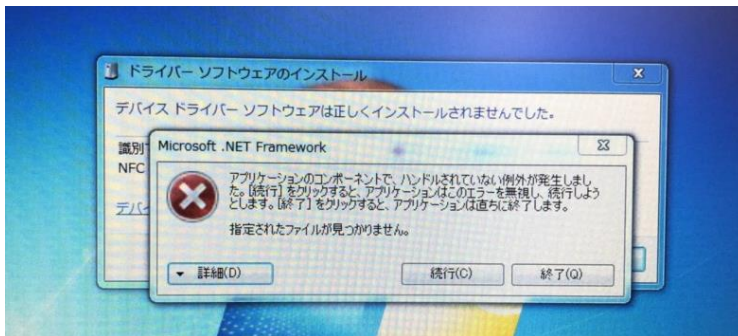 ドライバー ソフトウェアのインストール
デバイス ドライバー ソフトウェアは正しくインストールされませんでした。
識別
NFC
デバイ
Microsoft .NET Framework
アプリケーションのコンポーネントで、ハンドルされていない例外が発生しまし
た。[続行] をクリックすると、アプリケーションはこのエラーを無視し、続行しよう
とします。[終了] をクリックすると、アプリケーションは直ちに終了します。
指定されたファイルが見つかりません。
詳細(D)
続行(C)
終了(Q)